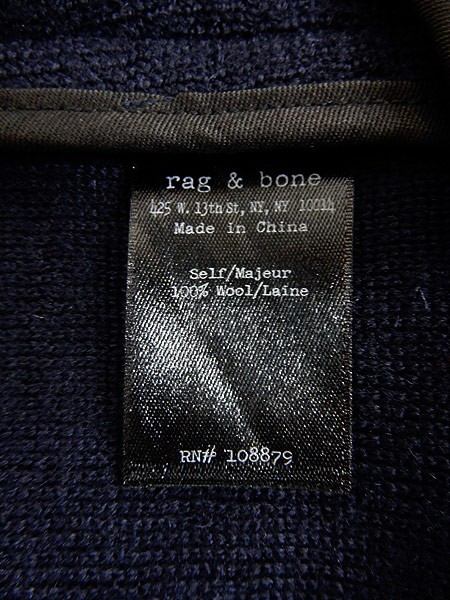 rag & bone
425 W. 13th St, NY, NY 10014
Made in China
Self/Majeur
100% Wool/Laine
RN# 108879